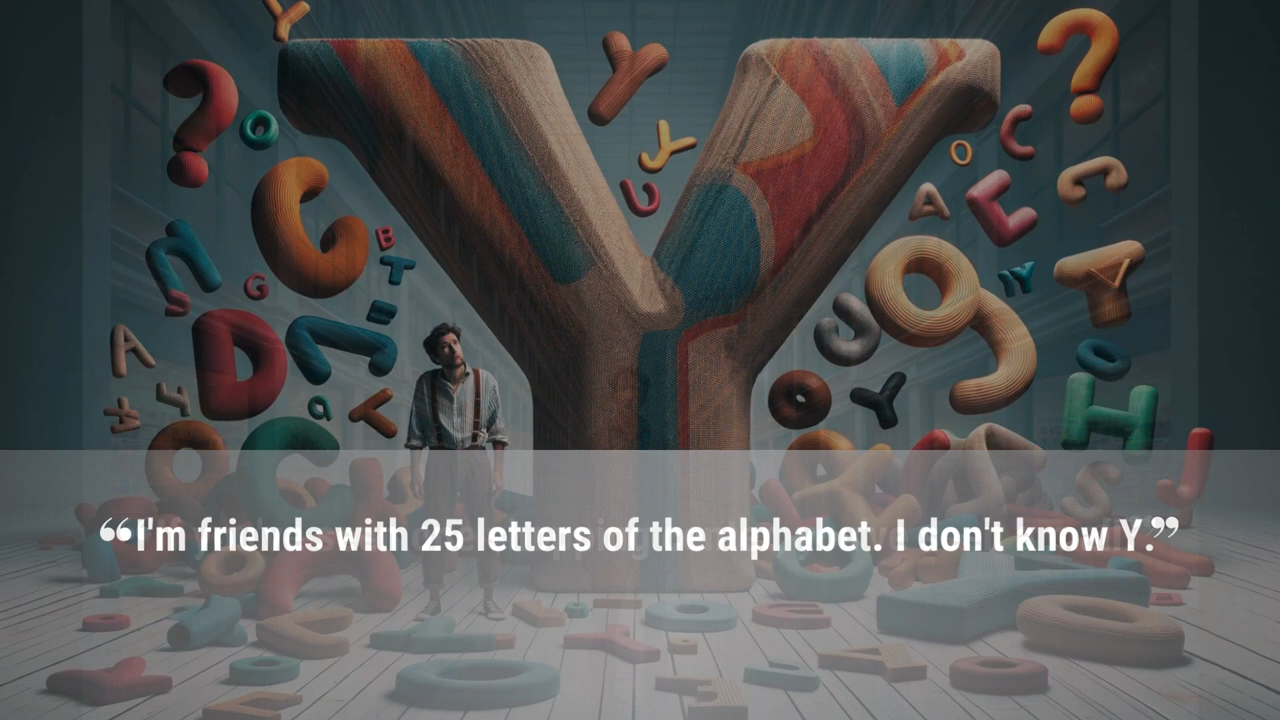 “I'm friends with 25 letters of the alphabet. I don't know Y.”